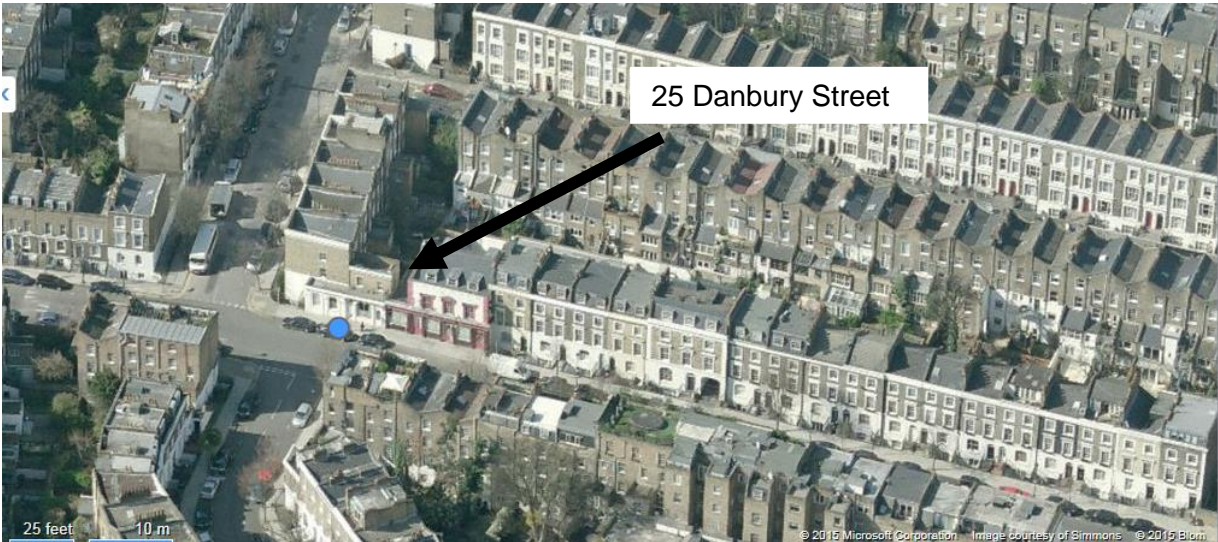 25 Danbury Street
25 feet 10 m
© 2015 Microsoft Corporation Image courtesy of Simmons © 2015 Blom